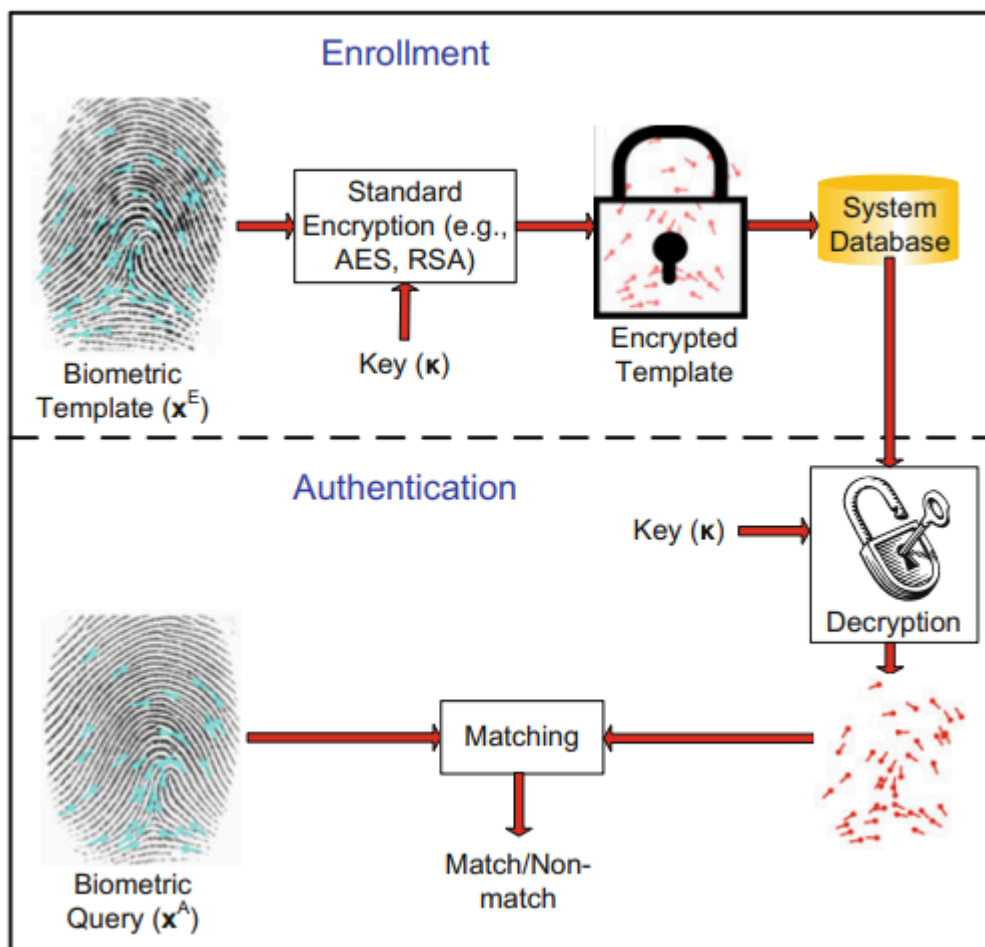 Enrollment
Standard
Encryption (e.g.,
AES, RSA)
System
Database
Key (κ)
Encrypted
Template
Biometric
Template (x^E)
Authentication
Key (κ)
Decryption
Matching
Match/Non-
match
Biometric
Query (x^A)